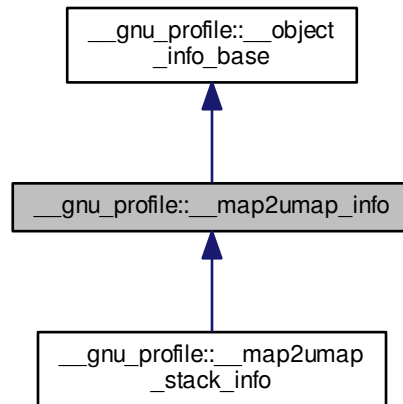 __gnu_profile::__object
_info_base
__gnu_profile::__map2umap_info
__gnu_profile::__map2umap
_stack_info